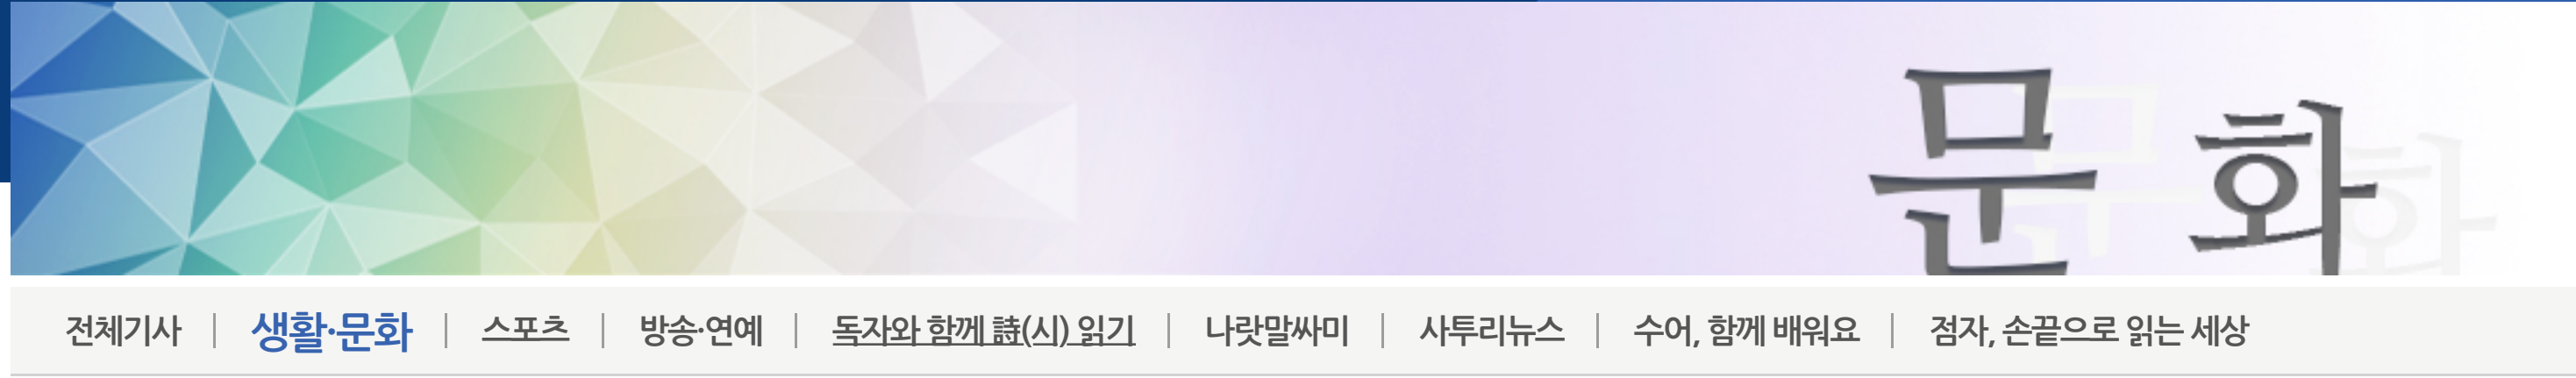 문화
전체기사 | 생활·문화 | 스포츠 | 방송·연예 | 독자와 함께 詩(시) 읽기 | 나랏말싸미 | 사투리뉴스 | 수어, 함께 배워요 | 점자, 손끝으로 읽는 세상